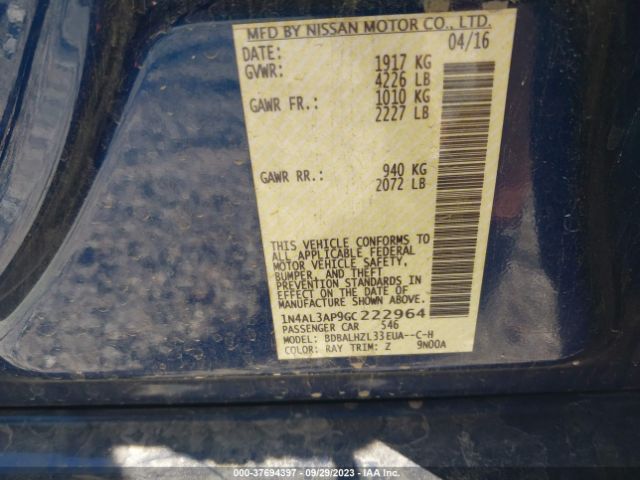 MFD BY NISSAN MOTOR CO., LTD.
DATE: 04/16
GVWR: 1917 KG
4226 LB
GAWR FR.: 1010 KG
2227 LB
GAWR RR.: 940 KG
2072 LB
THIS VEHICLE CONFORMS TO
ALL APPLICABLE FEDERAL
MOTOR VEHICLE SAFETY,
BUMPER, AND THEFT
PREVENTION STANDARDS IN
EFFECT ON THE DATE OF
MANUFACTURE SHOWN ABOVE.
1N4AL3AP9GC222964
PASSENGER CAR 546
MODEL: BDBALHZL33EUA--C-H
COLOR: RAY TRIM: Z 9N00A
000-37694397 09/29/2023 IAAI